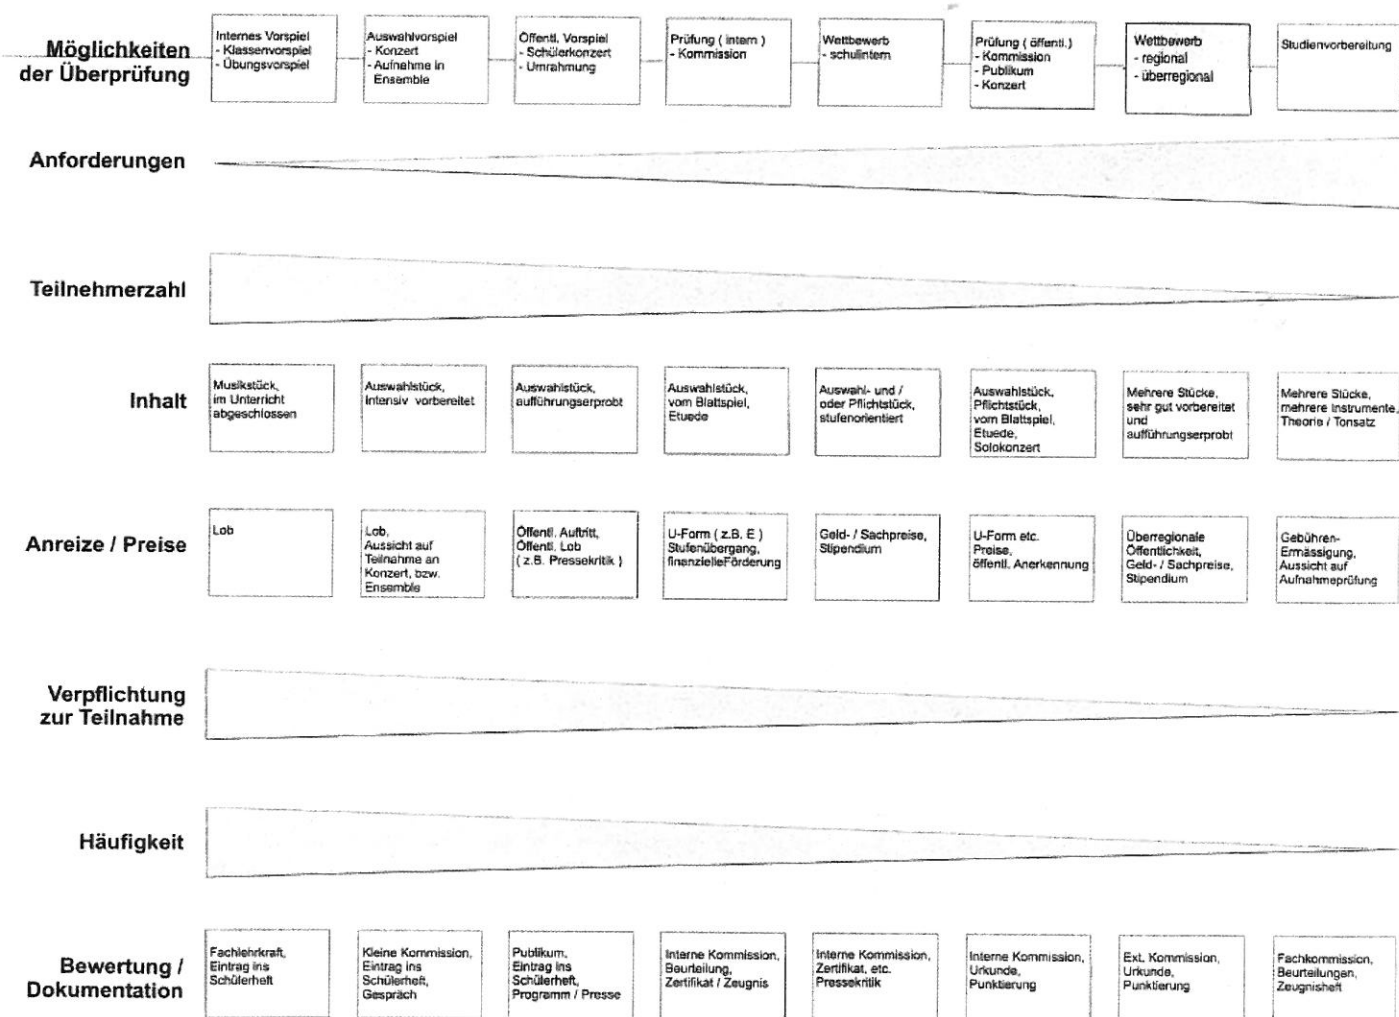 Möglichkeiten
der Überprüfung
Internes Vorspiel
- Klassenvorspiel
- Übungsvorspiel
Auswahlvorspiel
- Konzert
- Aufnahme in
Ensemble
Öffentl. Vorspiel
- Schülerkonzert
- Umrahmung
Prüfung ( intern )
- Kommission
Wettbewerb
- schulintern
Prüfung ( öffentl.)
- Kommission
- Publikum
- Konzert
Wettbewerb
- regional
- überregional
Studienvorbereitung
Anforderungen
Teilnehmerzahl
Inhalt
Musikstück,
im Unterricht
abgeschlossen
Auswahlstück,
intensiv vorbereitet
Auswahlstück,
aufführungserprobt
Auswahlstück,
vom Blattspiel,
Etuede
Auswahl- und /
oder Pflichtstück,
stufenorientiert
Auswahlstück,
Pflichtstück,
vom Blattspiel,
Etuede,
Solokonzert
Mehrere Stücke,
sehr gut vorbereitet
und
aufführungserprobt
Mehrere Stücke,
mehrere Instrumente,
Theorie / Tonsatz
Anreize / Preise
Lob
Lob,
Aussicht auf
Teilnahme an
Konzert, bzw.
Ensemble
Öffentl. Auftritt,
Öffentl. Lob
( z.B. Pressekritik )
U-Form ( z.B. E )
Stufenübergang,
finanzielleFörderung
Geld- / Sachpreise,
Stipendium
U-Form etc.
Preise,
öffentl. Anerkennung
Überregionale
Öffentlichkeit,
Geld- / Sachpreise,
Stipendium
Gebühren-
Ermässigung,
Aussicht auf
Aufnahmeprüfung
Verpflichtung
zur Teilnahme
Häufigkeit
Bewertung /
Dokumentation
Fachlehrkraft,
Eintrag ins
Schülerheft
Kleine Kommission,
Eintrag ins
Schülerheft,
Gespräch
Publikum,
Eintrag ins
Schülerheft,
Programm / Presse
Interne Kommission,
Beurteilung,
Zertifikat / Zeugnis
Interne Kommission,
Zertifikat, etc.
Pressekritik
Interne Kommission,
Urkunde,
Punktierung
Ext. Kommission,
Urkunde,
Punktierung
Fachkommission,
Beurteilungen,
Zeugnisheft